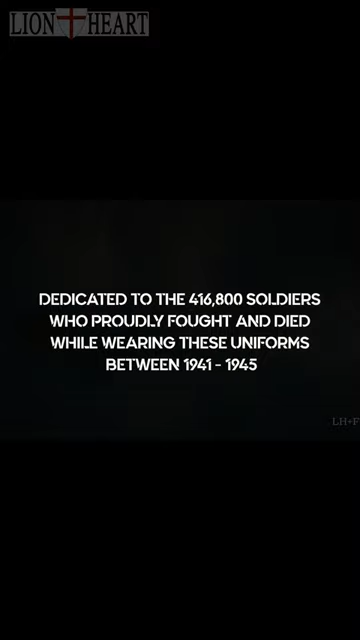 LION HEART
DEDICATED TO THE 416,800 SOLDIERS
WHO PROUDLY FOUGHT AND DIED
WHILE WEARING THESE UNIFORMS
BETWEEN 1941 - 1945
LH+F